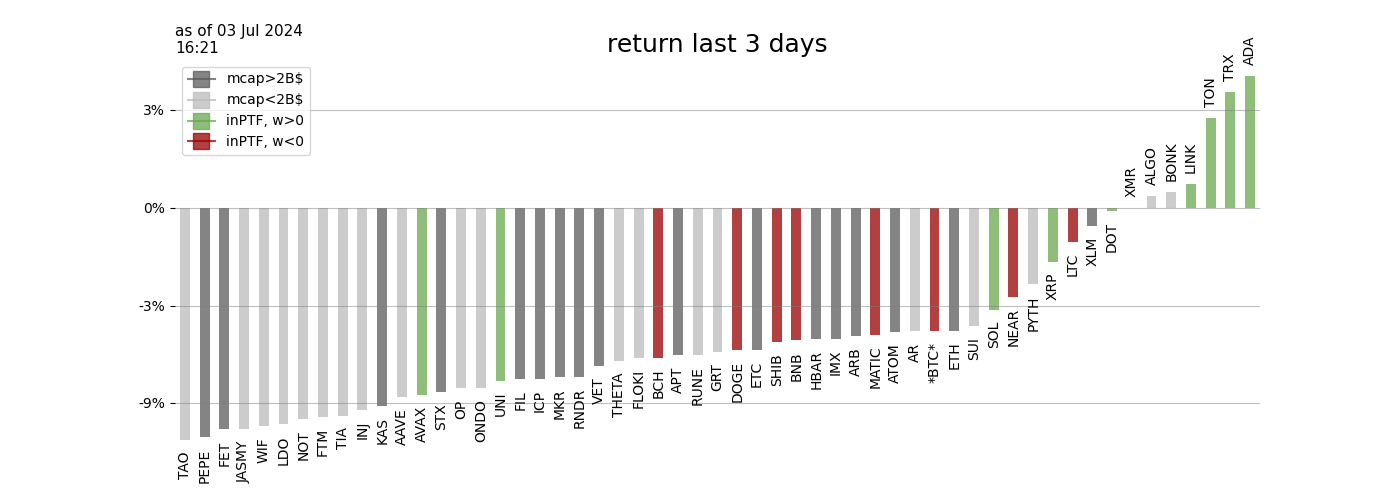 as of 03 Jul 2024
16:21
return last 3 days
mcap>2B$
mcap<2B$
inPTF, w>0
inPTF, w<0
3%
0%
-3%
-9%
TAO
PEPE
FET
JASMY
WIF
LDO
NOT
FTM
TIA
INJ
KAS
AAVE
AVAX
STX
OP
ONDO
UNI
FIL
ICP
MKR
RNDR
VET
THETA
FLOKI
BCH
APT
RUNE
GRT
DOGE
ETC
SHIB
BNB
HBAR
IMX
ARB
MATIC
ATOM
AR
*BTC*
ETH
SUI
SOL
NEAR
PYTH
XRP
LTC
XLM
DOT
XMR
ALGO
BONK
LINK
TON
TRX
ADA